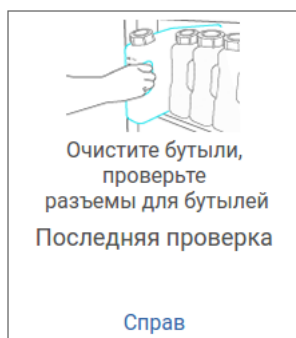 Очистите бутыли,
проверьте
разъемы для бутылей
Последняя проверка
Справ